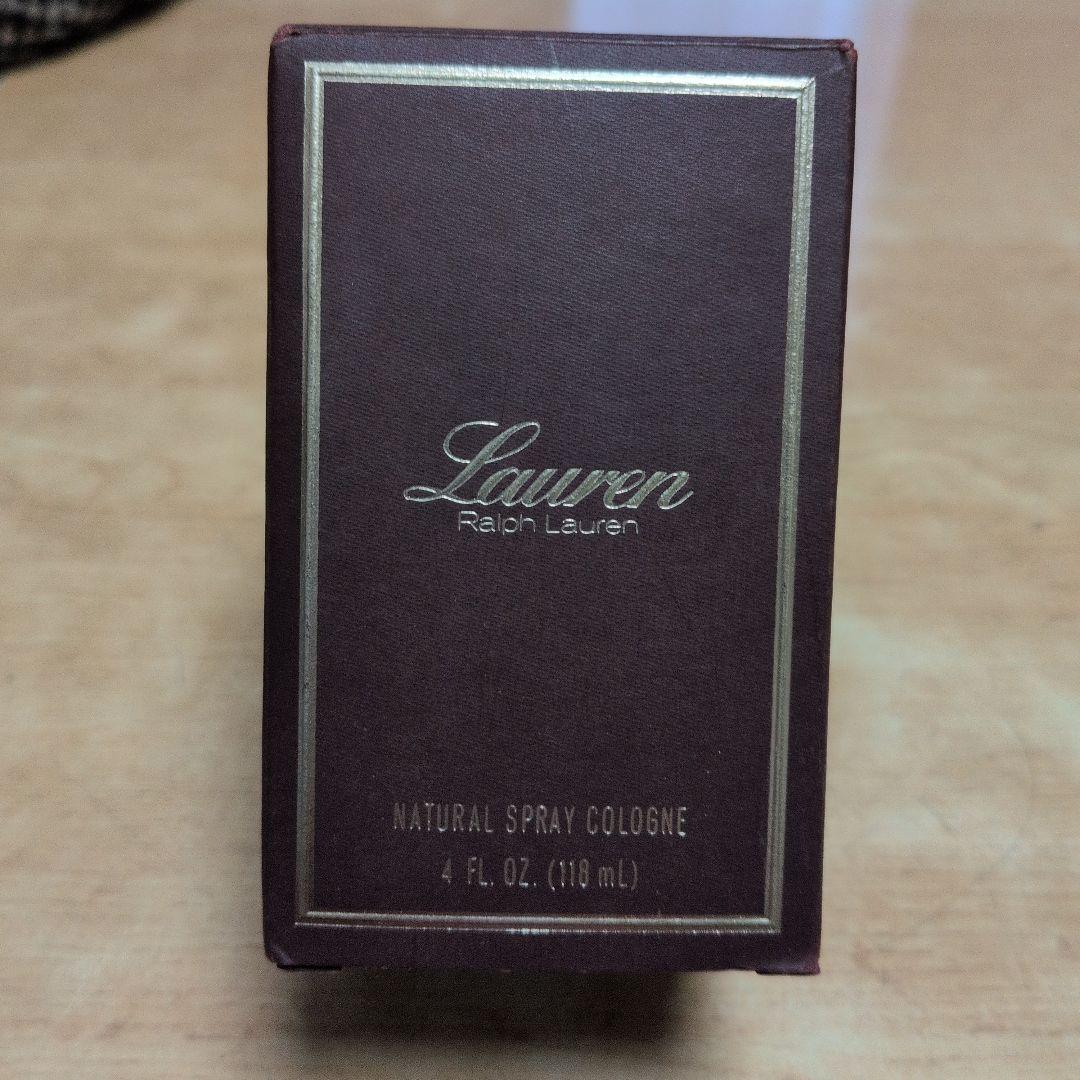 Lauren
Ralph Lauren
NATURAL SPRAY COLOGNE
4 FL. OZ. (118 mL)